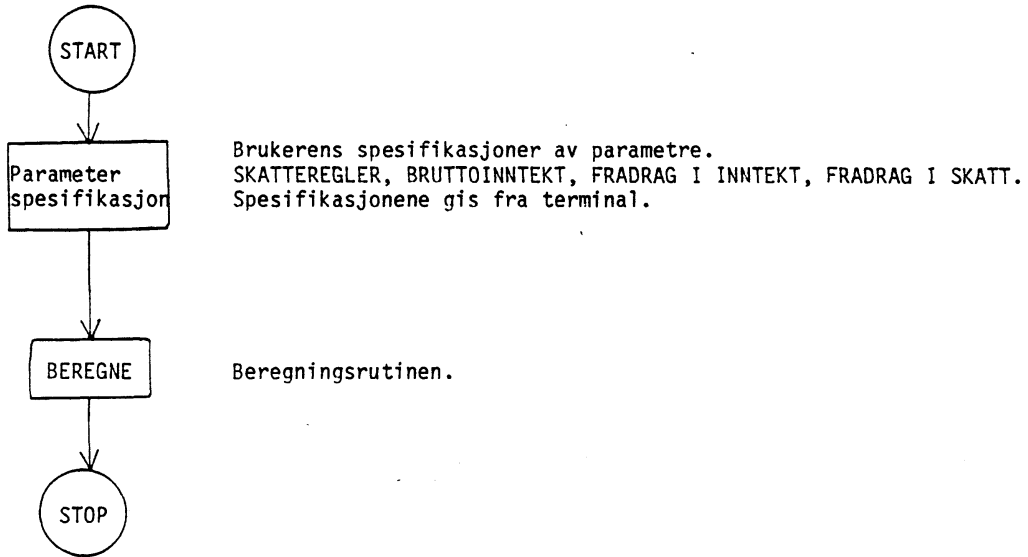 START
Parameter
spesifikasjon
Brukerens spesifikasjoner av parametre.
SKATTEREGLER, BRUTTOINNTEKT, FRADRAG I INNTEKT, FRADRAG I SKATT.
Spesifikasjonene gis fra terminal.
BEREGNE
Beregningsrutinen.
STOP